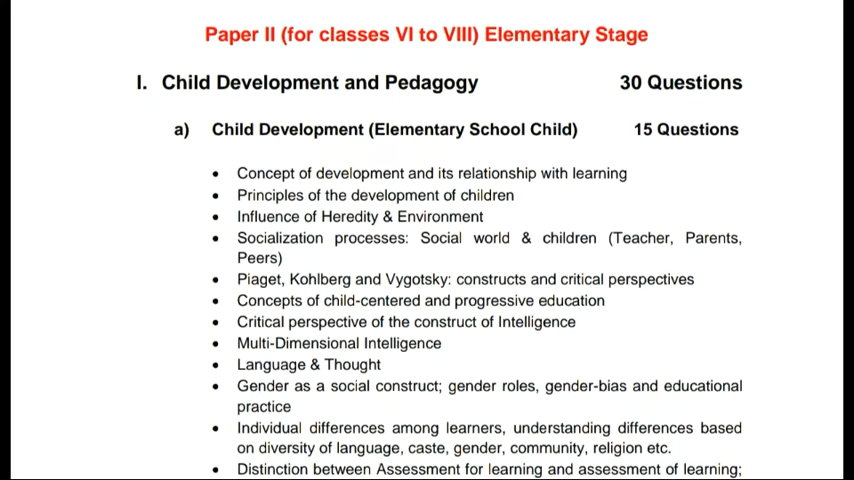 Paper II (for classes VI to VIII) Elementary Stage
I. Child Development and Pedagogy 30 Questions
a) Child Development (Elementary School Child) 15 Questions
• Concept of development and its relationship with learning
• Principles of the development of children
• Influence of Heredity & Environment
• Socialization processes: Social world & children (Teacher, Parents,
Peers)
• Piaget, Kohlberg and Vygotsky: constructs and critical perspectives
• Concepts of child-centered and progressive education
• Critical perspective of the construct of Intelligence
• Multi-Dimensional Intelligence
• Language & Thought
• Gender as a social construct; gender roles, gender-bias and educational
practice
• Individual differences among learners, understanding differences based
on diversity of language, caste, gender, community, religion etc.
• Distinction between Assessment for learning and assessment of learning;